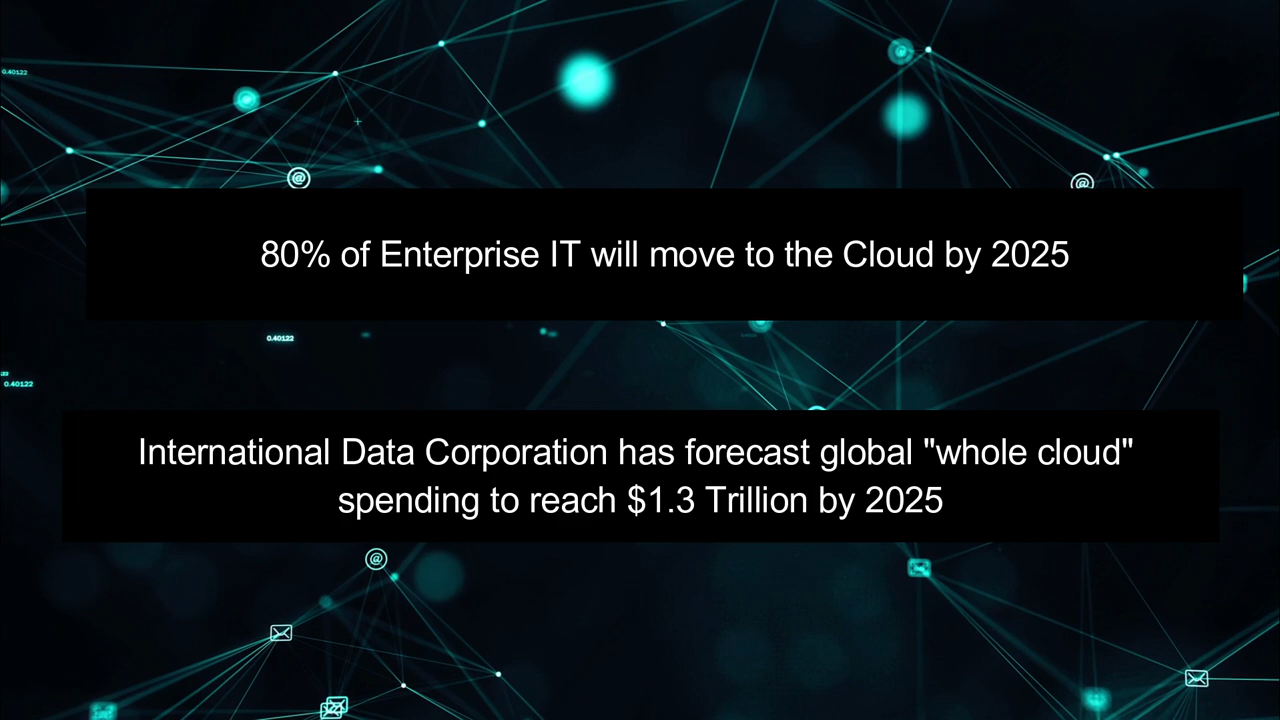 0.40122
80% of Enterprise IT will move to the Cloud by 2025
0.40122
0.40122
International Data Corporation has forecast global "whole cloud"
spending to reach $1.3 Trillion by 2025